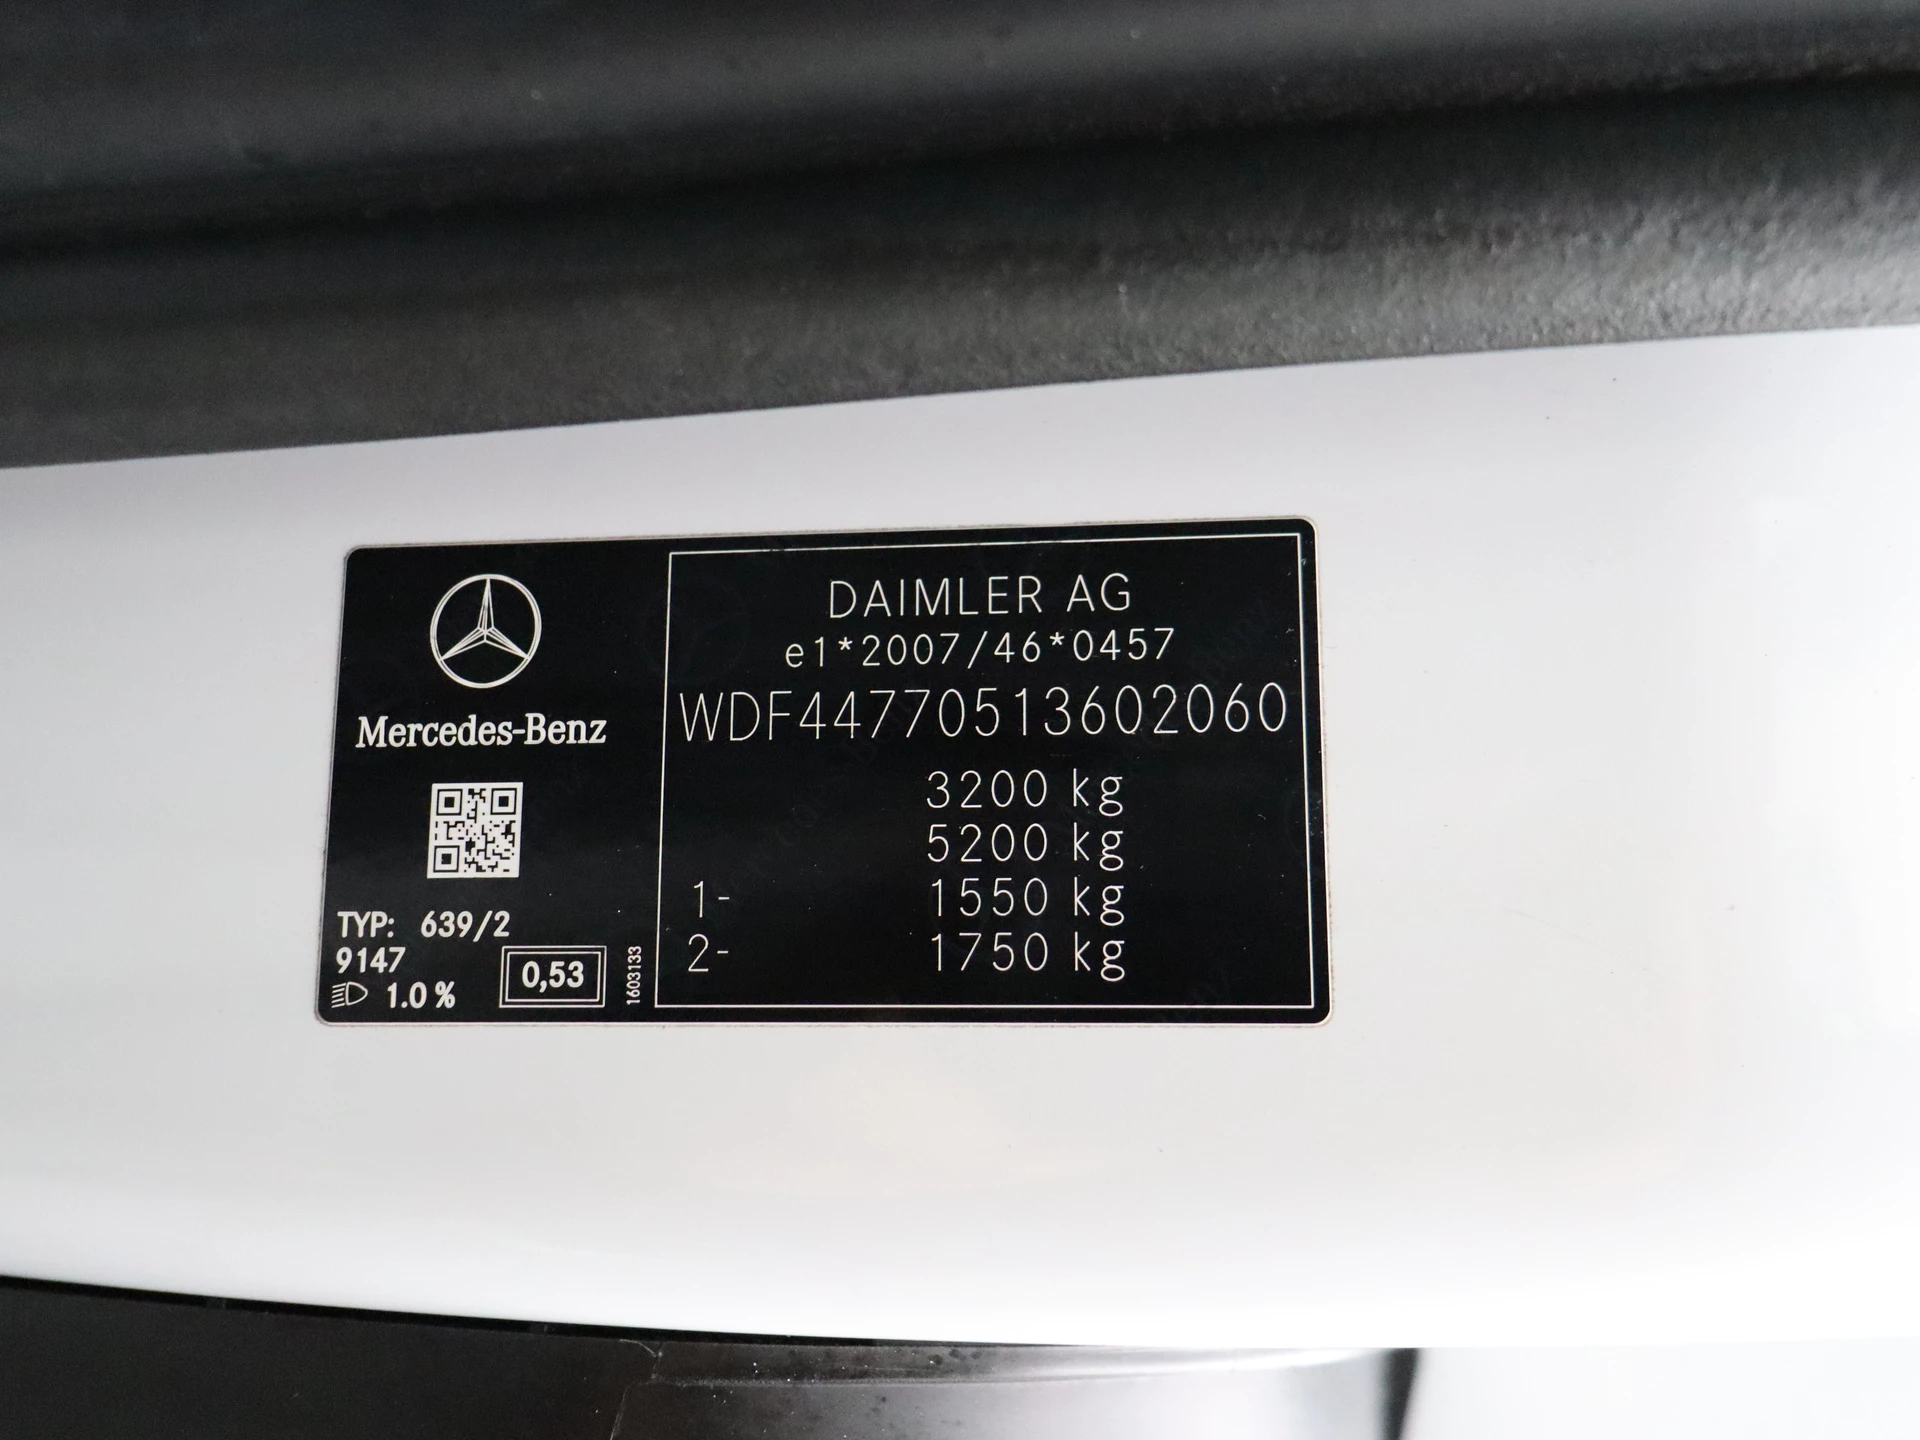 Mercedes-Benz
TYP: 639/2
9147
1.0 %
0,53
1603133
DAIMLER AG
e1*2007/46*0457
WDF44770513602060
3200 kg
5200 kg
1- 1550 kg
2- 1750 kg